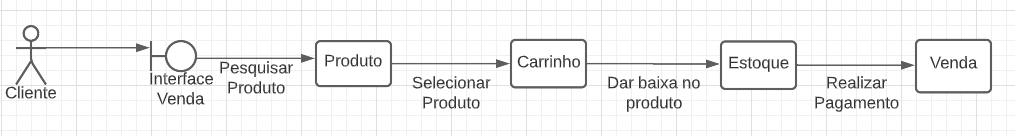 Cliente
Interface
Venda
Pesquisar
Produto
Produto
Selecionar
Produto
Carrinho
Dar baixa no
produto
Estoque
Realizar
Pagamento
Venda